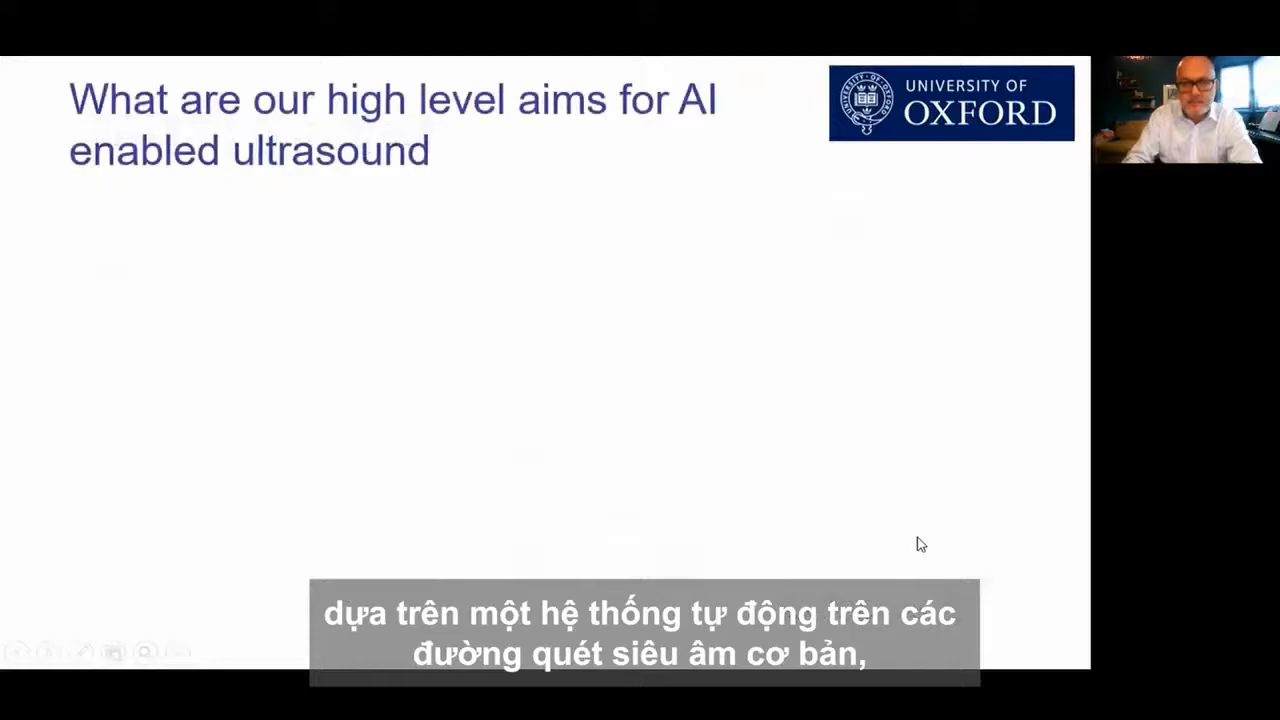 What are our high level aims for AI
enabled ultrasound
UNIVERSITY OF
OXFORD
dựa trên một hệ thống tự động trên các
đường quét siêu âm cơ bản,